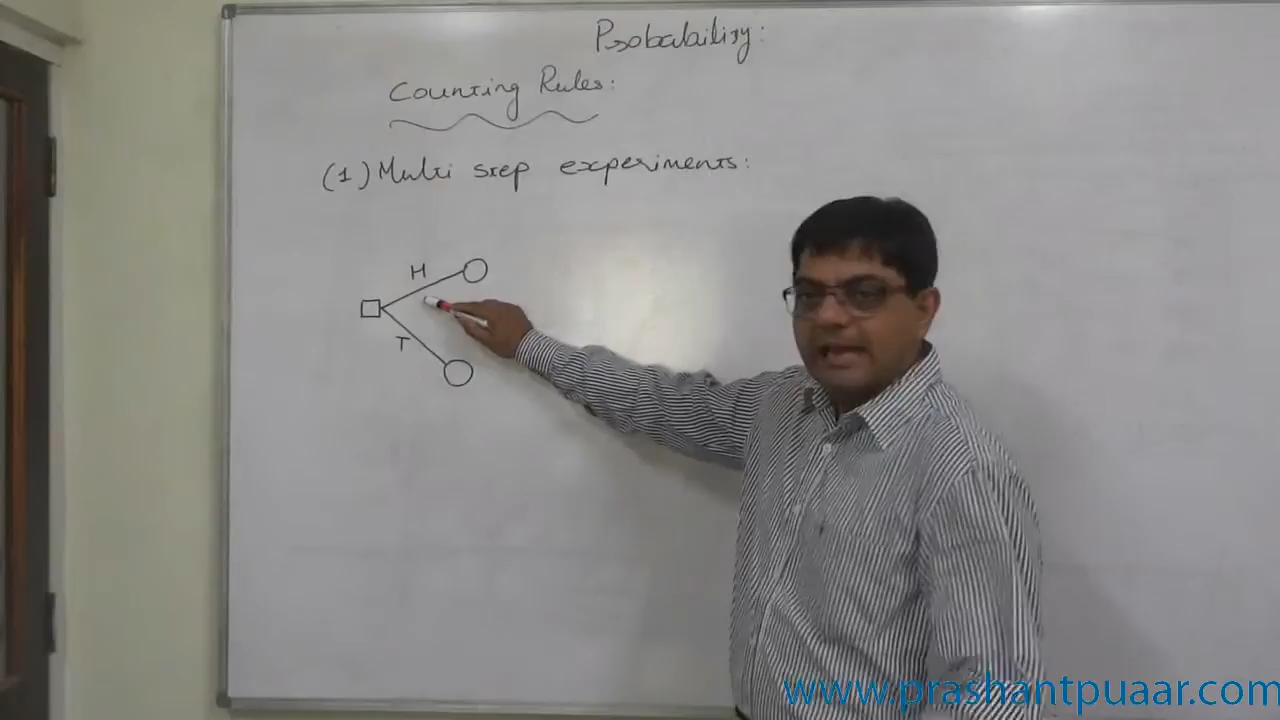 Probability:
Counting Rules:
(1) Multi step experiments:
H
T
www.prashantpuaar.com